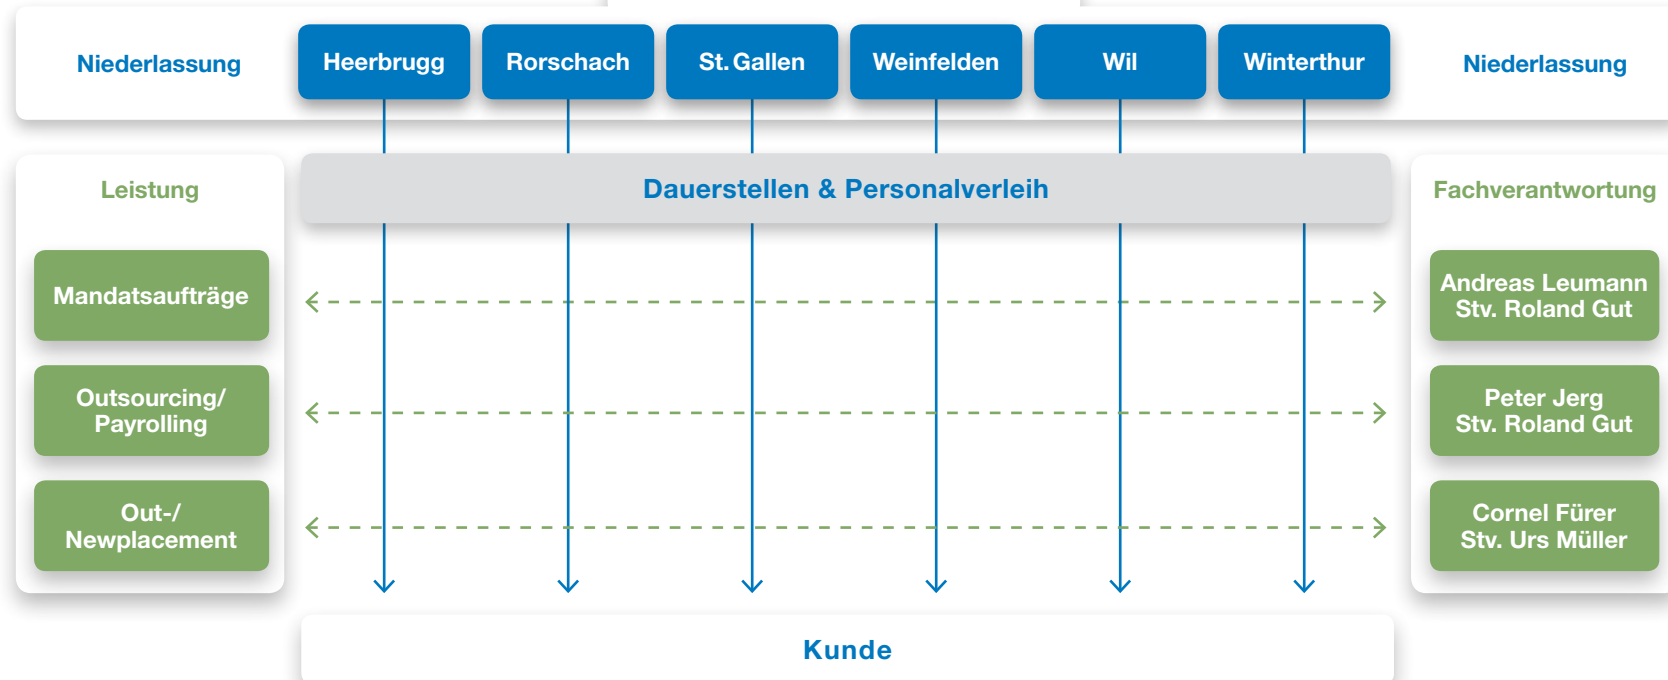 Niederlassung
Heerbrugg
Rorschach
St. Gallen
Weinfelden
Wil
Winterthur
Niederlassung
Leistung
Dauerstellen & Personalverleih
Fachverantwortung
Mandatsaufträge
Andreas Leumann
Stv. Roland Gut
Outsourcing/
Payrolling
Peter Jerg
Stv. Roland Gut
Out-/
Newplacement
Cornel Fürer
Stv. Urs Müller
Kunde